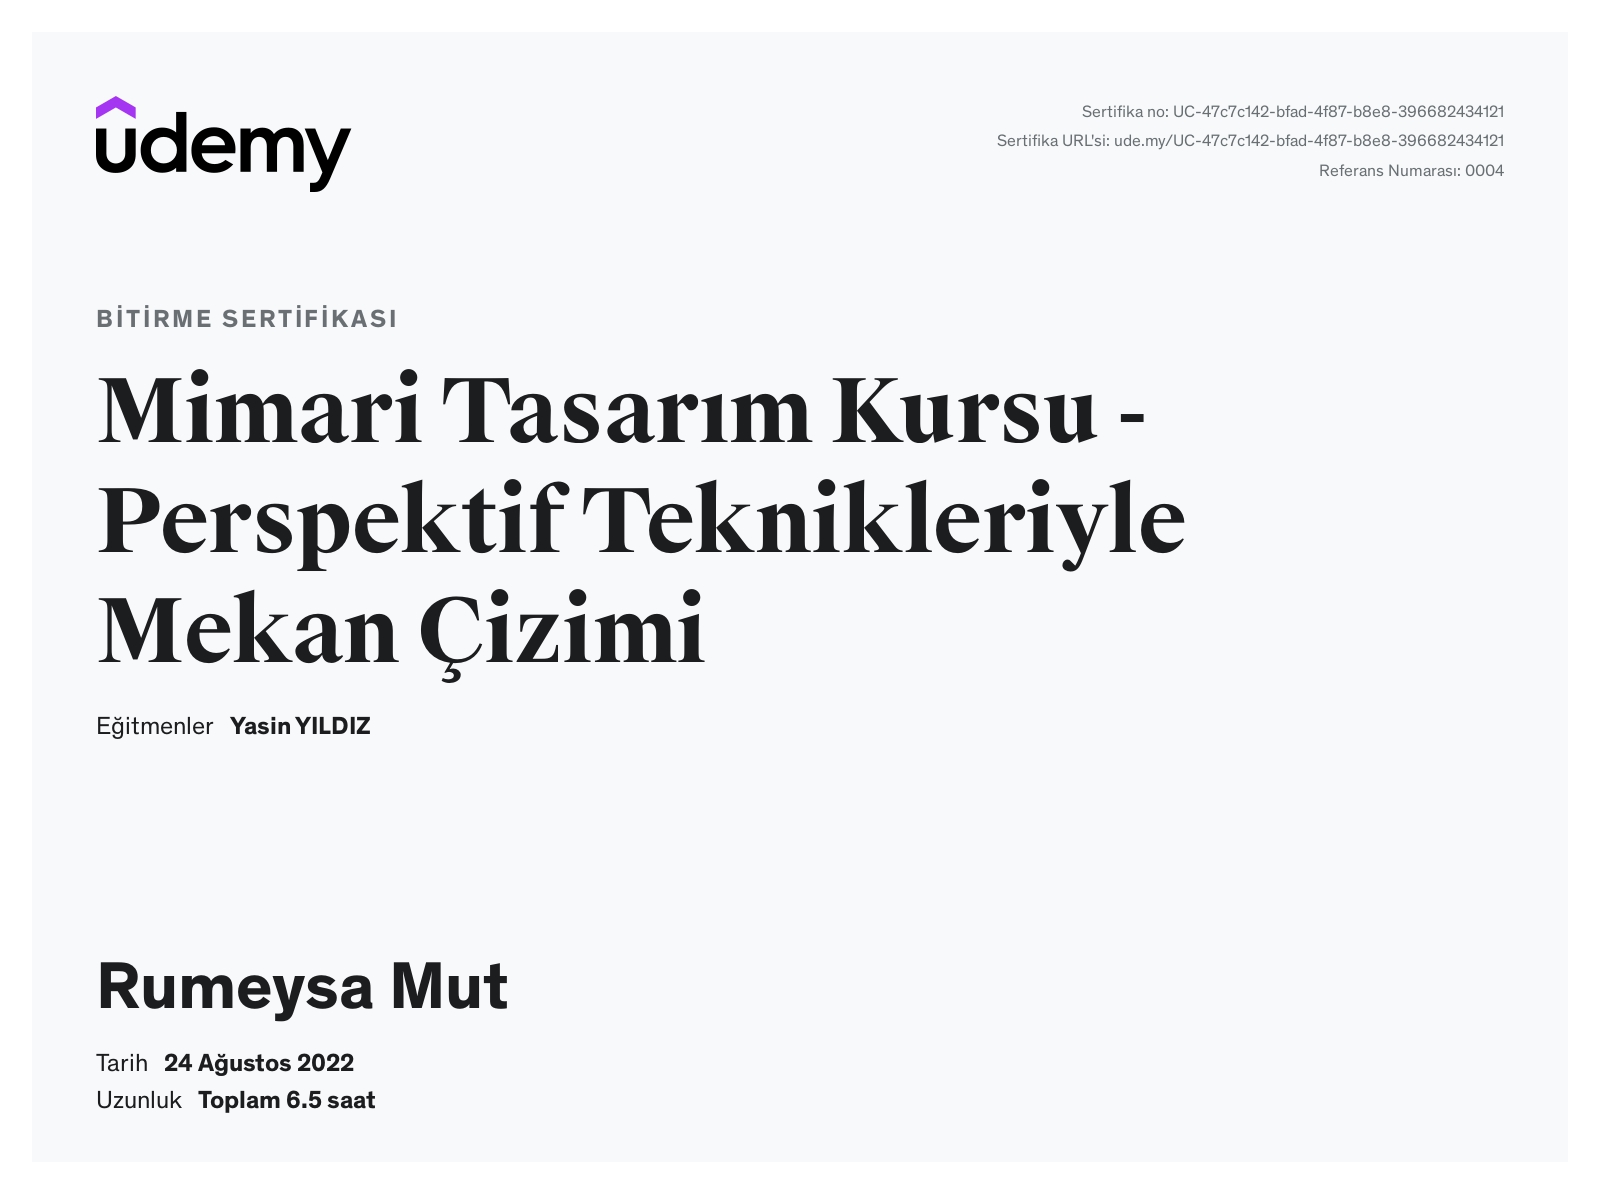 udemy
Sertifika no: UC-47c7c142-bfad-4f87-b8e8-396682434121
Sertifika URL'si: ude.my/UC-47c7c142-bfad-4f87-b8e8-396682434121
Referans Numarası: 0004
BİTİRME SERTİFİKASI
Mimari Tasarım Kursu -
Perspektif Teknikleriyle
Mekan Çizimi
Eğitmenler Yasin YILDIZ
Rumeysa Mut
Tarih 24 Ağustos 2022
Uzunluk Toplam 6.5 saat